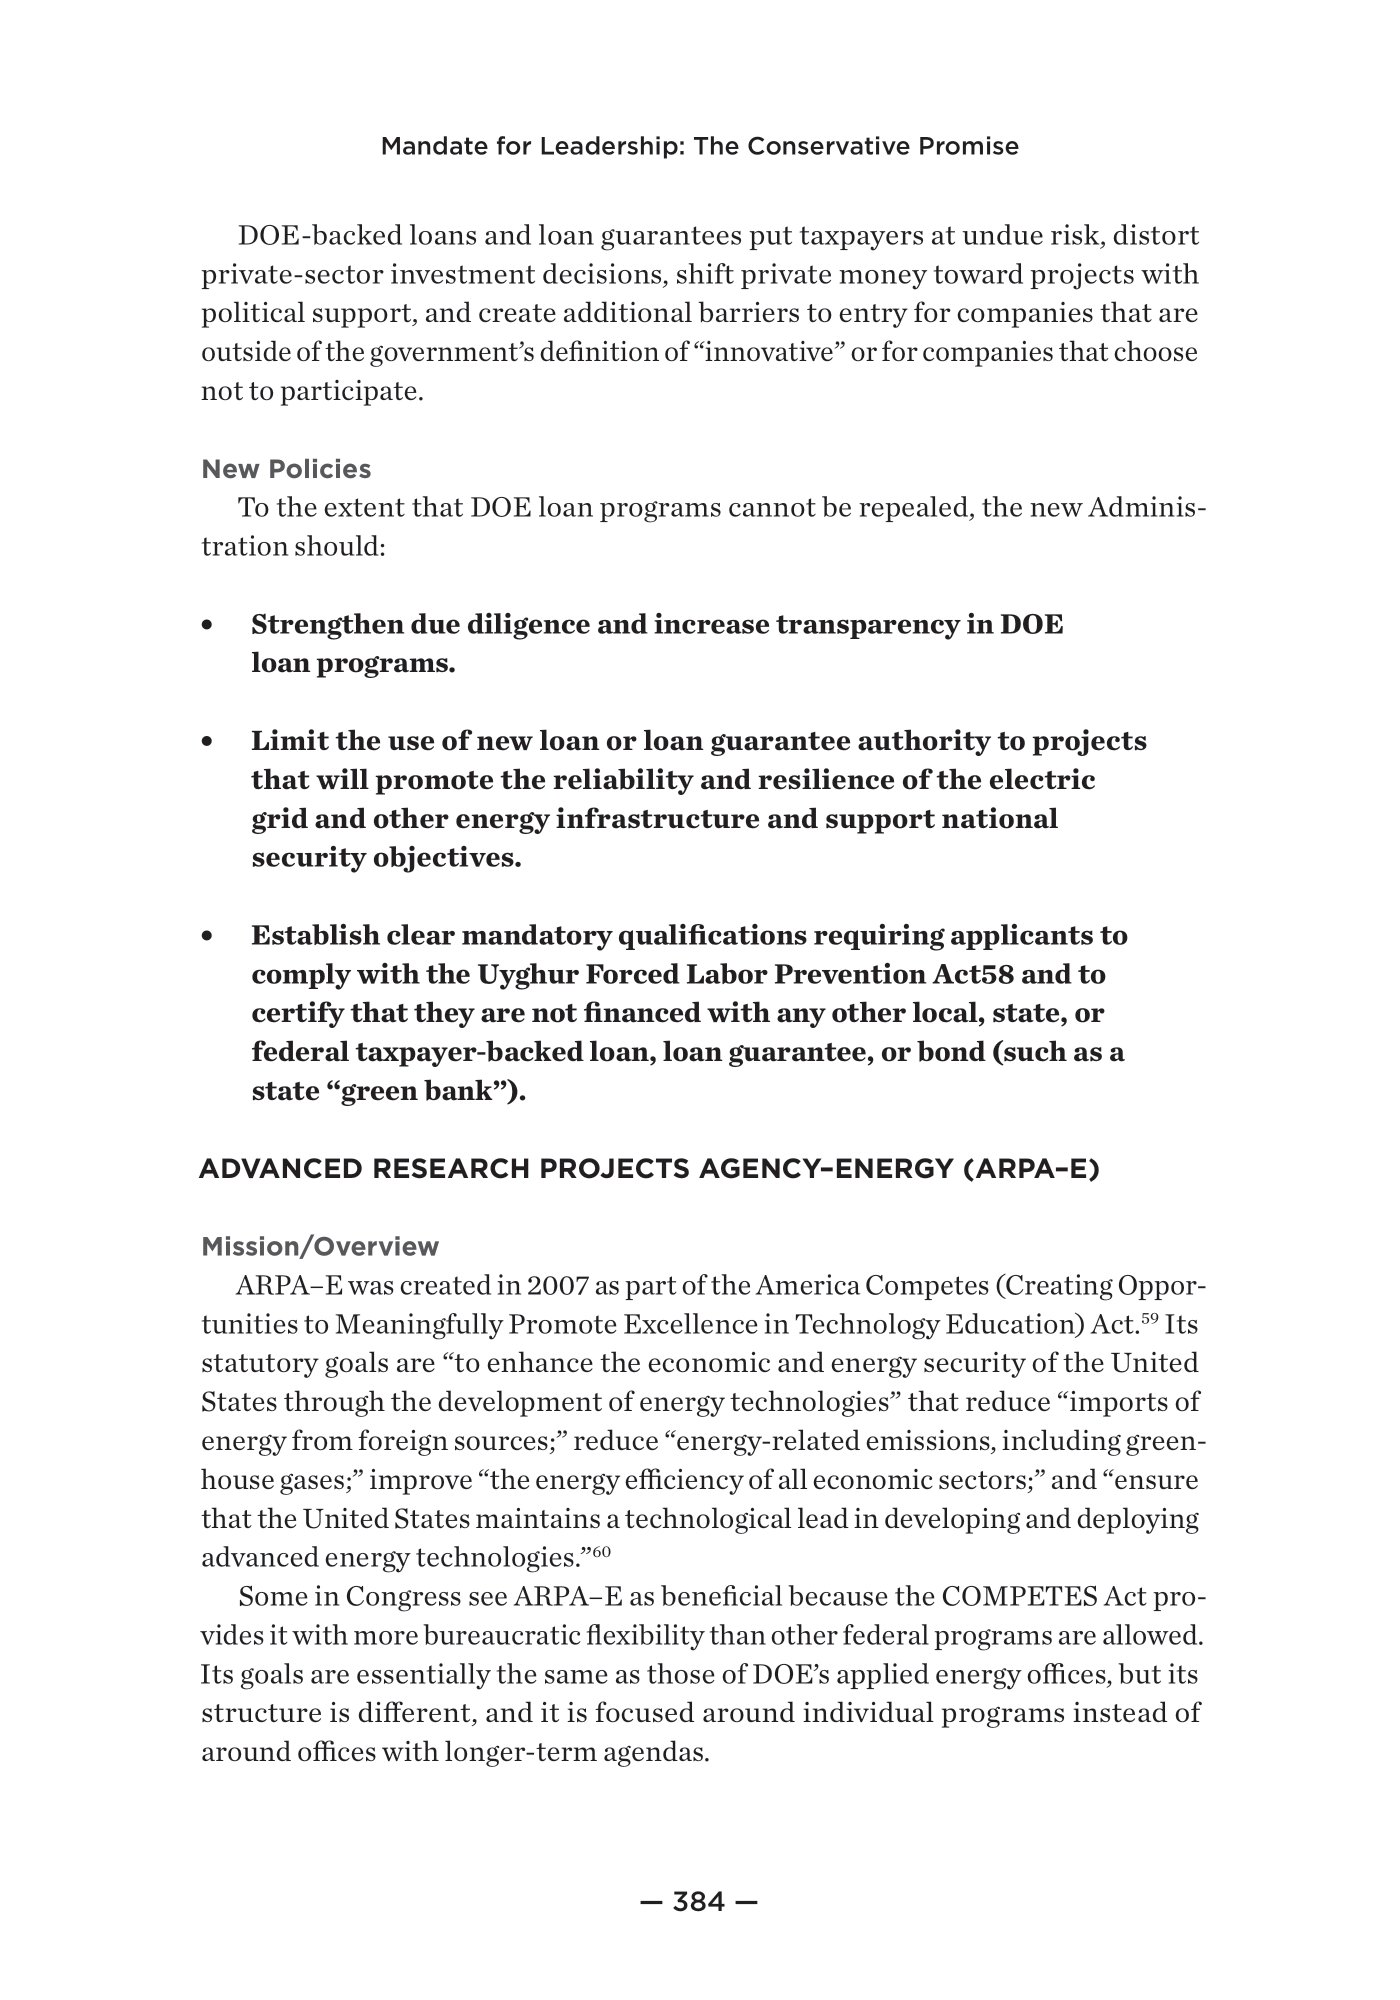 Mandate for Leadership: The Conservative Promise
DOE-backed loans and loan guarantees put taxpayers at undue risk, distort
private-sector investment decisions, shift private money toward projects with
political support, and create additional barriers to entry for companies that are
outside of the government’s definition of “innovative” or for companies that choose
not to participate.
New Policies
To the extent that DOE loan programs cannot be repealed, the new Adminis-
tration should:
• Strengthen due diligence and increase transparency in DOE
loan programs.
• Limit the use of new loan or loan guarantee authority to projects
that will promote the reliability and resilience of the electric
grid and other energy infrastructure and support national
security objectives.
• Establish clear mandatory qualifications requiring applicants to
comply with the Uyghur Forced Labor Prevention Act58 and to
certify that they are not financed with any other local, state, or
federal taxpayer-backed loan, loan guarantee, or bond (such as a
state “green bank”).
ADVANCED RESEARCH PROJECTS AGENCY–ENERGY (ARPA–E)
Mission/Overview
ARPA–E was created in 2007 as part of the America Competes (Creating Oppor-
tunities to Meaningfully Promote Excellence in Technology Education) Act.59 Its
statutory goals are “to enhance the economic and energy security of the United
States through the development of energy technologies” that reduce “imports of
energy from foreign sources;” reduce “energy-related emissions, including green-
house gases;” improve “the energy efficiency of all economic sectors;” and “ensure
that the United States maintains a technological lead in developing and deploying
advanced energy technologies.”60
Some in Congress see ARPA–E as beneficial because the COMPETES Act pro-
vides it with more bureaucratic flexibility than other federal programs are allowed.
Its goals are essentially the same as those of DOE’s applied energy offices, but its
structure is different, and it is focused around individual programs instead of
around offices with longer-term agendas.
— 384 —